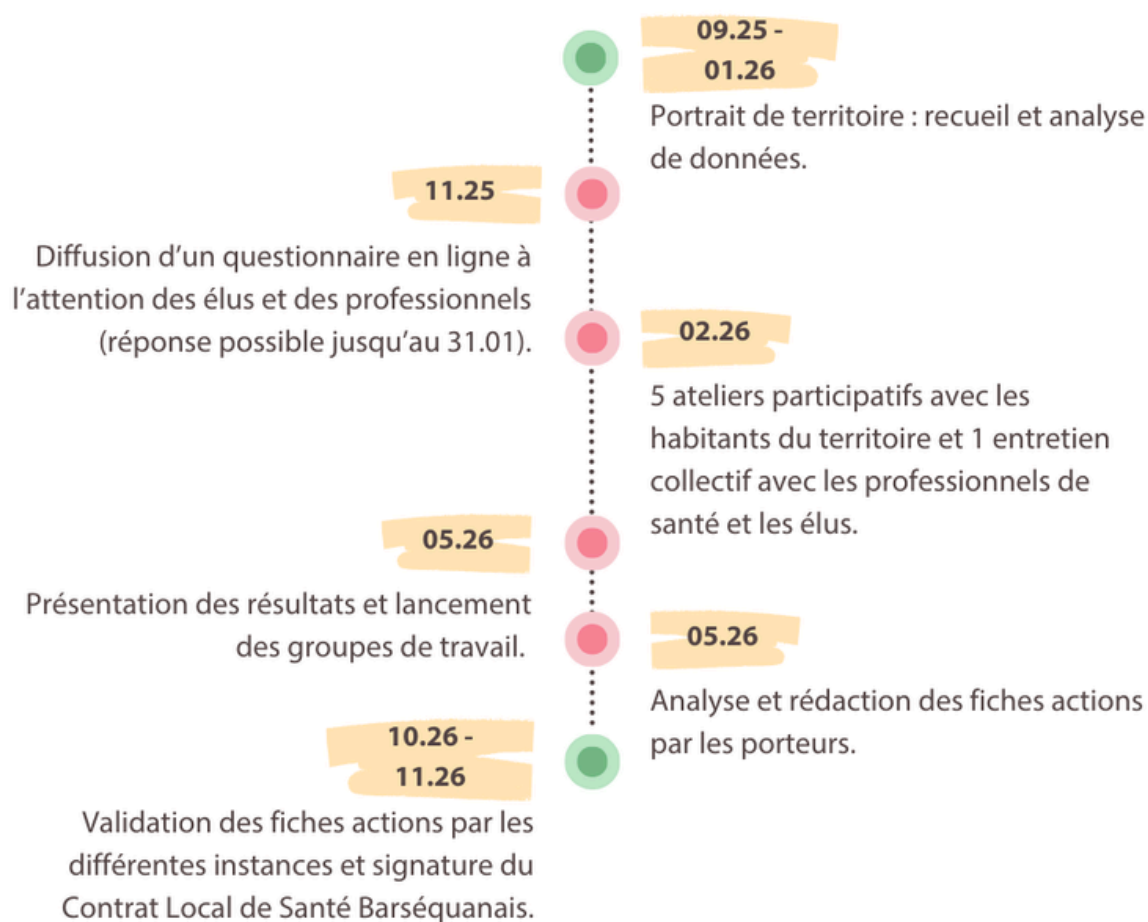 09.25 -
01.26
Portrait de territoire : recueil et analyse
de données.
11.25
Diffusion d’un questionnaire en ligne à
l’attention des élus et des professionnels
(réponse possible jusqu’au 31.01).
02.26
5 ateliers participatifs avec les
habitants du territoire et 1 entretien
collectif avec les professionnels de
santé et les élus.
05.26
Présentation des résultats et lancement
des groupes de travail.
05.26
Analyse et rédaction des fiches actions
par les porteurs.
10.26 -
11.26
Validation des fiches actions par les
différentes instances et signature du
Contrat Local de Santé Barséquanais.